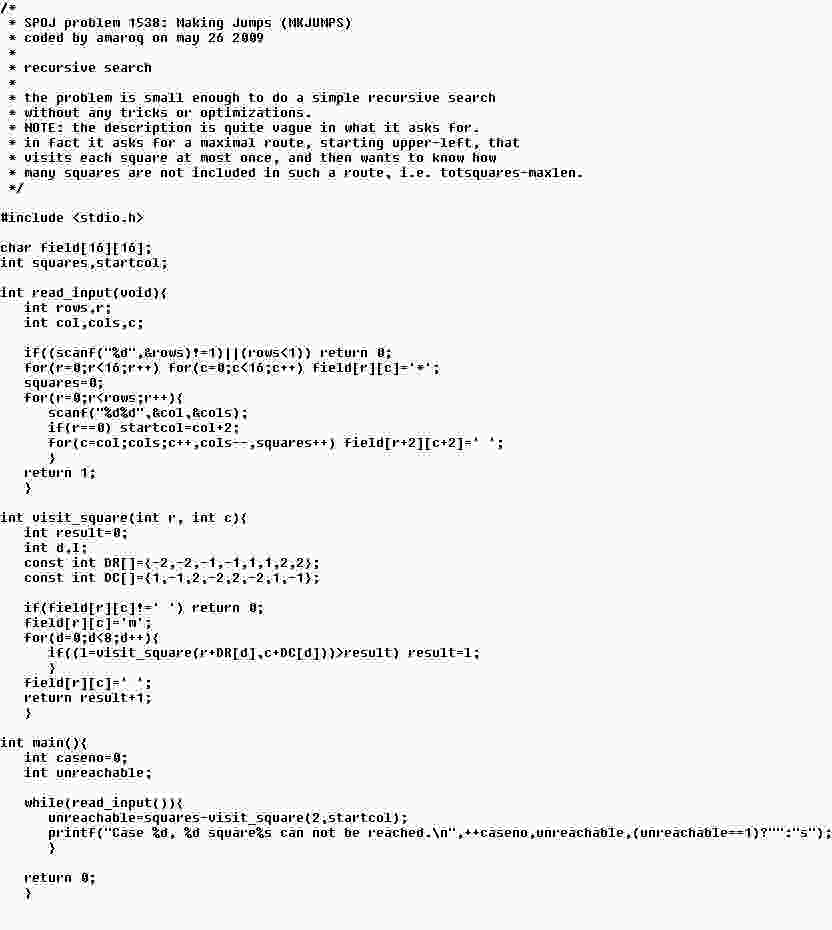 /*
 * SPOJ problem 1538: Making Jumps (MKJUMPS)
 * coded by amaroq on may 26 2009
 *
 * recursive search
 *
 * the problem is small enough to do a simple recursive search
 * without any tricks or optimizations.
 * NOTE: the description is quite vague in what it asks for.
 * in fact it asks for a maximal route, starting upper-left, that
 * visits each square at most once, and then wants to know how
 * many squares are not included in such a route, i.e. totsquares-maxlen.
 */

#include <stdio.h>

char field[16][16];
int squares,startcol;

int read_input(void){
   int rows,r;
   int col,cols,c;

   if((scanf("%d",&rows)!=1)||(rows<1)) return 0;
   for(r=0;r<16;r++) for(c=0;c<16;c++) field[r][c]='*';
   squares=0;
   for(r=0;r<rows;r++){
      scanf("%d%d",&col,&cols);
      if(r==0) startcol=col+2;
      for(c=col;cols;c++,cols--,squares++) field[r+2][c+2]=' ';
      }
   return 1;
   }

int visit_square(int r, int c){
   int result=0;
   int d,l;
   const int DR[]={-2,-2,-1,-1,1,1,2,2};
   const int DC[]={1,-1,2,-2,2,-2,1,-1};

   if(field[r][c]!=' ') return 0;
   field[r][c]='m';
   for(d=0;d<8;d++){
      if((l=visit_square(r+DR[d],c+DC[d]))>result) result=l;
      }
   field[r][c]=' ';
   return result+1;
   }

int main(){
   int caseno=0;
   int unreachable;

   while(read_input()){
      unreachable=squares-visit_square(2,startcol);
      printf("Case %d, %d square%s can not be reached.\n",++caseno,unreachable,(unreachable==1)?"":"s");
      }

   return 0;
   }